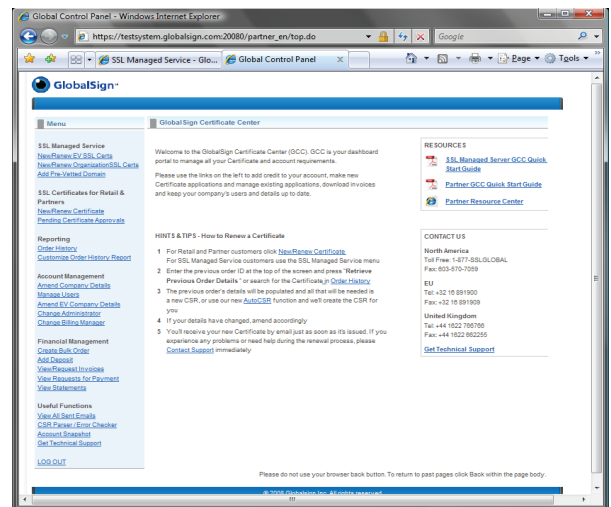 Global Control Panel - Windows Internet Explorer
https://testsystem.globalsign.com:20080/partner_en/top.do
Google
SSL Managed Service - Glo...
Global Control Panel
Page
Tools
GlobalSign
Menu
GlobalSign Certificate Center
SSL Managed Service
New/Renew EV SSL Certs
New/Renew OrganizationSSL Certs
Add Pre-Vetted Domain
SSL Certificates for Retail &
Partners
New/Renew Certificate
Pending Certificate Approvals
Reporting
Order History
Customize Order History Report
Account Management
Amend Company Details
Manage Users
Amend EV Company Details
Change Administrator
Change Billing Manager
Financial Management
Create Bulk Order
Add Deposit
View/Request Invoices
View Requests for Payment
View Statements
Useful Functions
View All Sent Emails
CSR Parser / Error Checker
Account Snapshot
Get Technical Support
LOG OUT
Welcome to the GlobalSign Certificate Center (GCC). GCC is your dashboard
portal to manage all your Certificate and account requirements.
Please use the links on the left to add credit to your account, make new
Certificate applications and manage existing applications, download invoices
and keep your company's users and details up to date.
HINTS & TIPS - How to Renew a Certificate
1 For Retail and Partner customers click New/Renew Certificate
For SSL Managed Service customers use the SSL Managed Service menu
2 Enter the previous order ID at the top of the screen and press "Retrieve
Previous Order Details" or search for the Certificate in Order History
3 The previous order's details will be populated and all that will be needed is
a new CSR, or use our new AutoCSR function and we'll create the CSR for
you
4 If your details have changed, amend accordingly
5 You'll receive your new Certificate by email just as soon as it's issued. If you
experience any problems or need help during the renewal process, please
Contact Support immediately
RESOURCES
SSL Managed Server GCC Quick
Start Guide
Partner GCC Quick Start Guide
Partner Resource Center
CONTACT US
North America
Toll Free: 1-877-SSLGLOBAL
Fax: 603-570-7059
EU
Tel: +32 16 891900
Fax: +32 16 891909
United Kingdom
Tel: +44 1622 766766
Fax: +44 1622 662255
Get Technical Support
Please do not use your browser back button. To return to past pages click Back within the page body.
© 2008 Globalsign Inc. All rights reserved